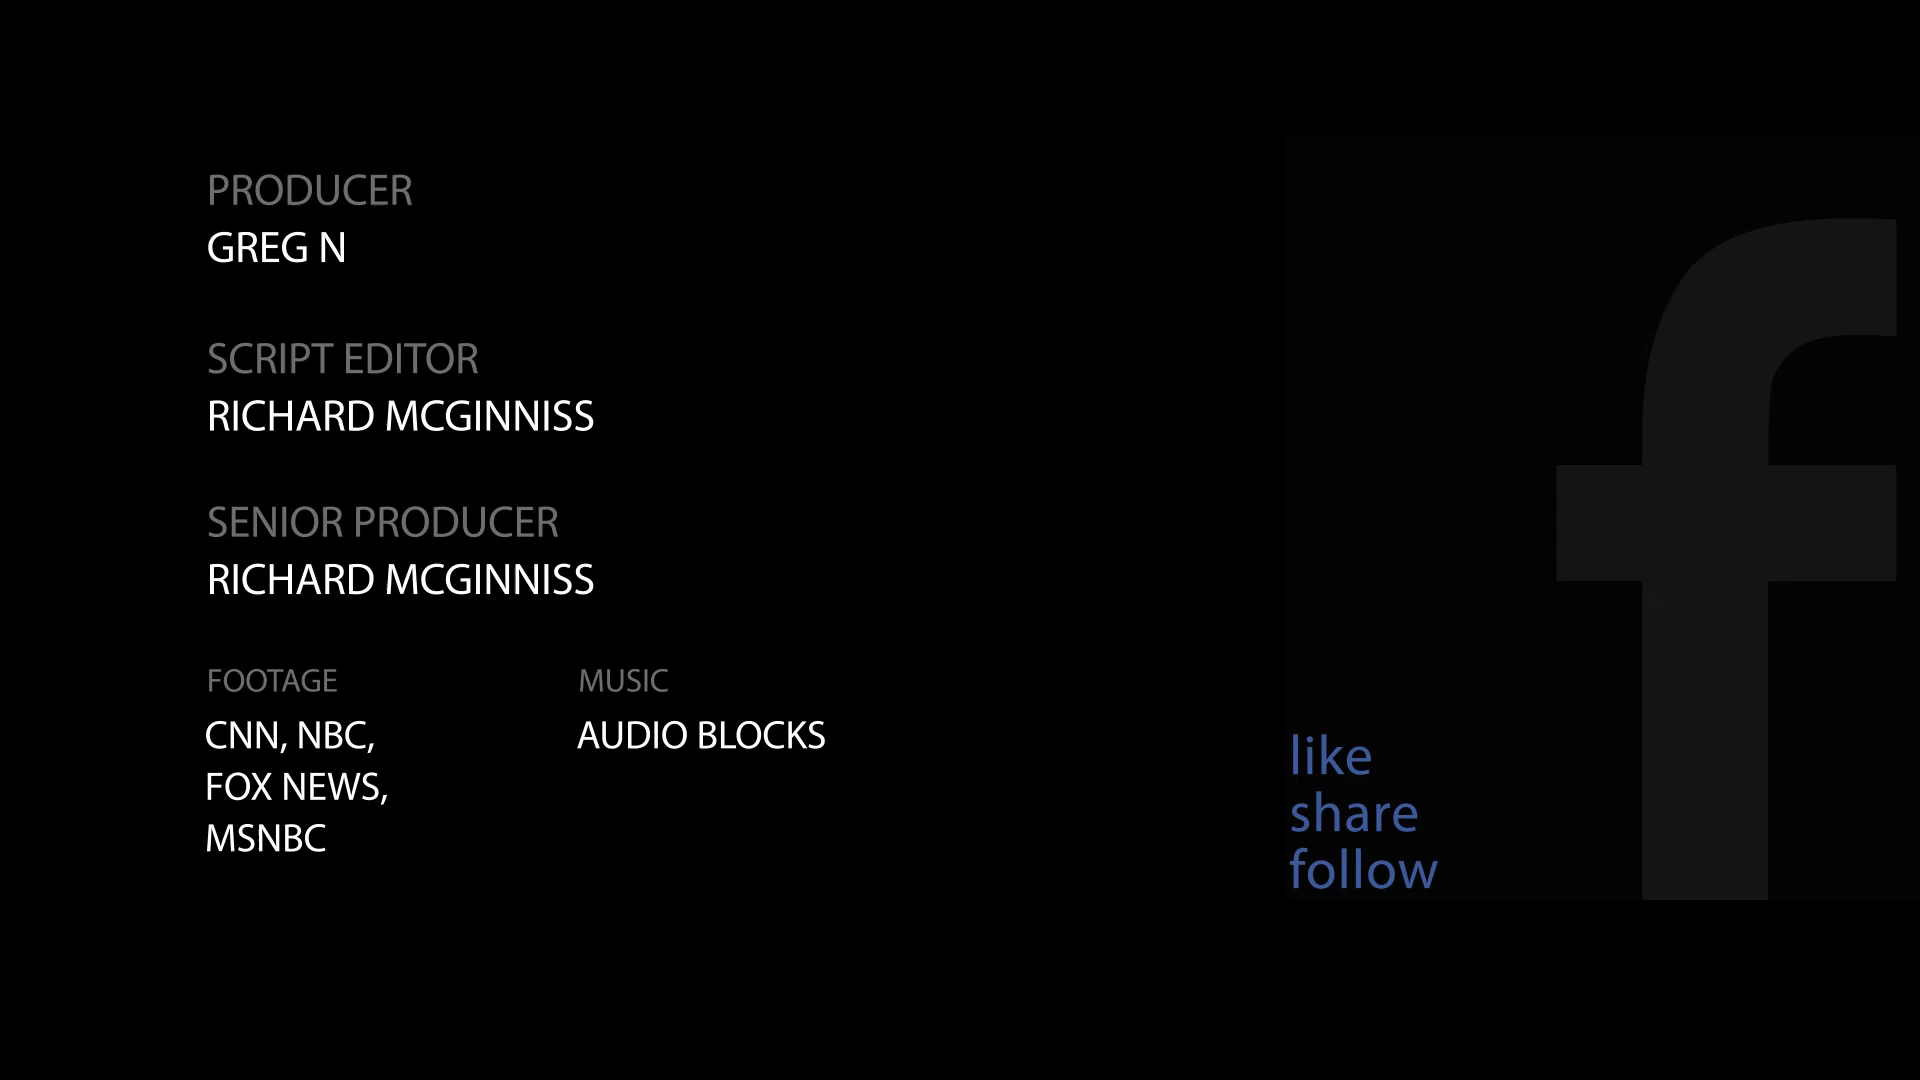 PRODUCER
GREG N
SCRIPT EDITOR
RICHARD MCGINNISS
SENIOR PRODUCER
RICHARD MCGINNISS
FOOTAGE
CNN, NBC,
FOX NEWS,
MSNBC
MUSIC
AUDIO BLOCKS
like
share
follow
f